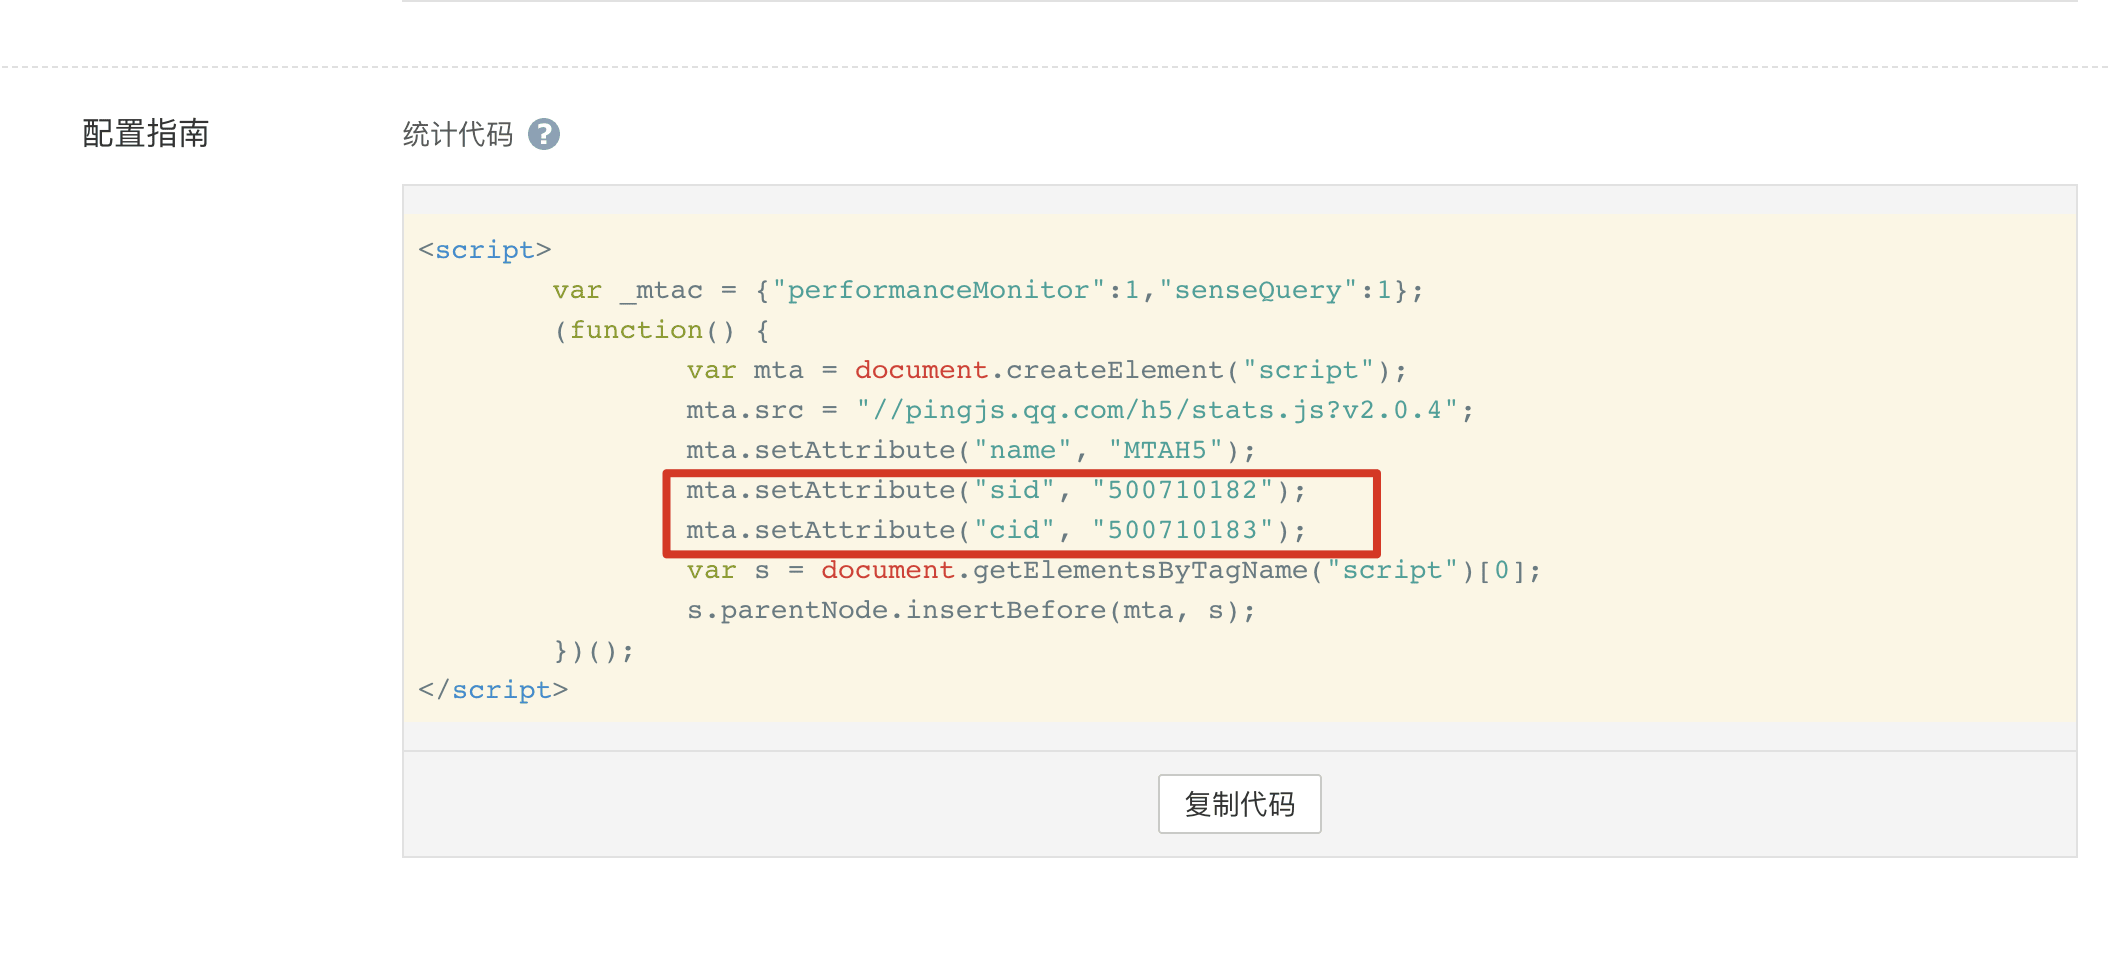 配置指南
统计代码 ?
<script>
var _mtac = {"performanceMonitor":1,"senseQuery":1};
(function() {
var mta = document.createElement("script");
mta.src = "//pingjs.qq.com/h5/stats.js?v2.0.4";
mta.setAttribute("name", "MTAH5");
mta.setAttribute("sid", "500710182");
mta.setAttribute("cid", "500710183");
var s = document.getElementsByTagName("script")[0];
s.parentNode.insertBefore(mta, s);
})();
</script>
复制代码